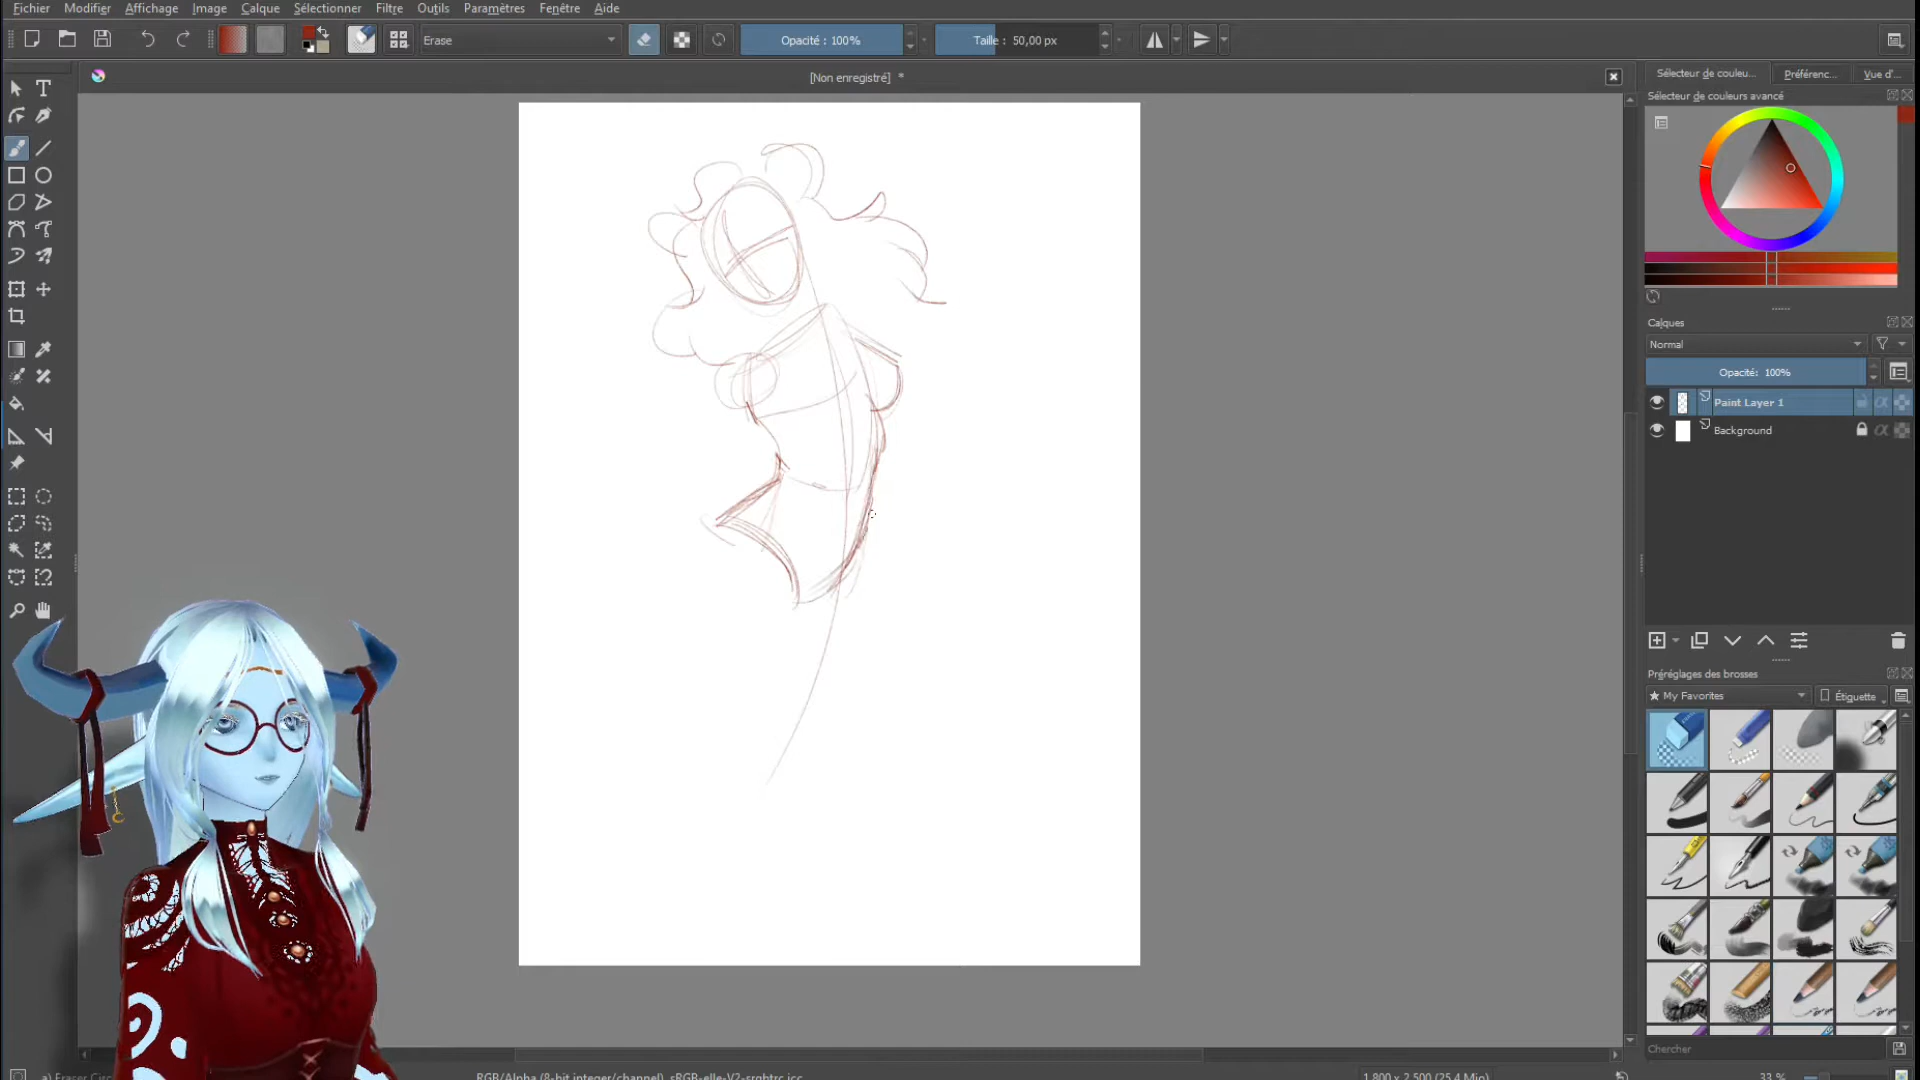 Fichier Modifier Affichage Image Calque Sélectionner Filtre Outils Paramètres Fenêtre Aide
Erase
Opacité : 100%
Taille : 50,00 px
[Non enregistré] *
Sélecteur de couleu... Préférenc... Vue d'...
Sélecteur de couleurs avancé
Calques
Normal
Opacité: 100%
Paint Layer 1
Background
Préréglages des brosses
My Favorites
Étiquette
Chercher
RGB/Alpha (8-bit integer/channel) sRGB-elle-V2-srgbtrc.icc
1 800 x 2 500 (25,4 Mio)
33 %